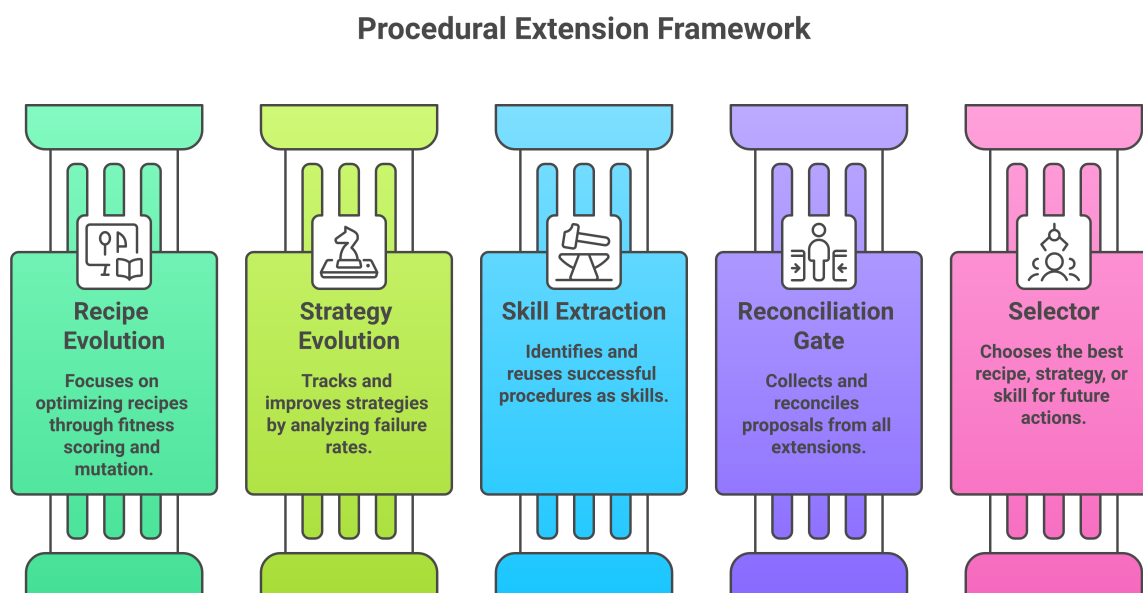 Procedural Extension Framework
Recipe
Evolution
Focuses on
optimizing recipes
through fitness
scoring and
mutation.
Strategy
Evolution
Tracks and
improves strategies
by analyzing failure
rates.
Skill Extraction
Identifies and
reuses successful
procedures as skills.
Reconciliation
Gate
Collects and
reconciles
proposals from all
extensions.
Selector
Chooses the best
recipe, strategy, or
skill for future
actions.